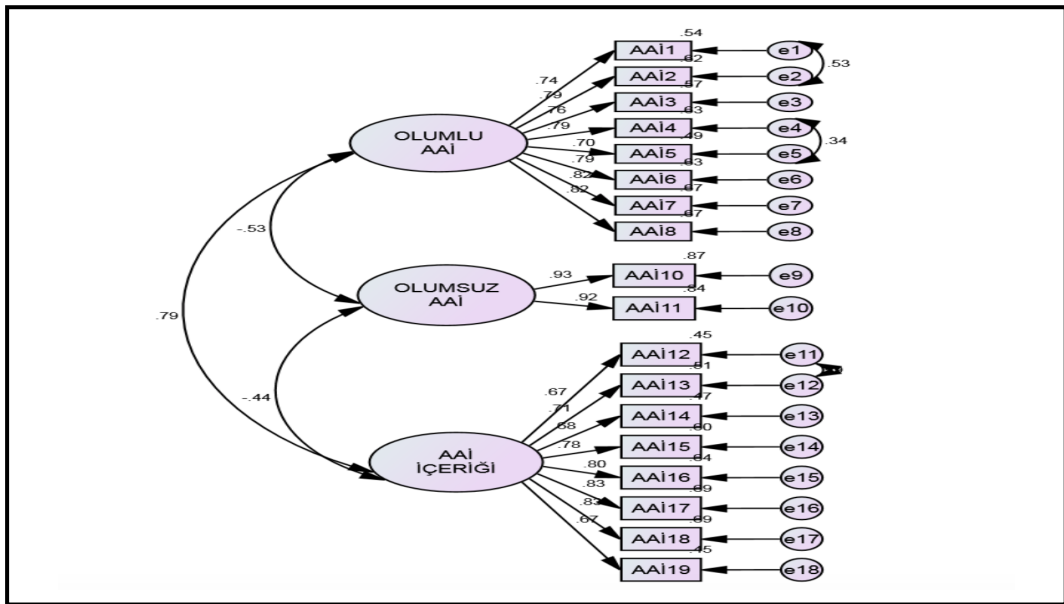 .54
AAİ1
e1
.62
.74
.53
AAİ2
e2
.79
.57
AAİ3
e3
.76
.63
AAİ4
e4
.79
.49
.34
OLUMLU
AAİ
.70
AAİ5
e5
.63
.79
AAİ6
e6
.67
.82
AAİ7
e7
.67
.82
AAİ8
e8
-.53
.87
.93
AAİ10
e9
OLUMSUZ
AAİ
.84
.92
AAİ11
e10
.79
.45
AAİ12
e11
.51
.67
AAİ13
e12
.47
.71
-.44
AAİ14
e13
.68
.60
AAİ15
e14
.78
.64
AAİ
İÇERİĞİ
.80
AAİ16
e15
.69
.83
AAİ17
e16
.69
.83
AAİ18
e17
.45
.67
AAİ19
e18